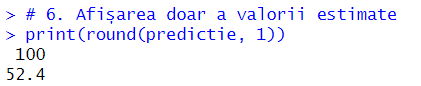 > # 6. Afișarea doar a valorii estimate
> print(round(predictie, 1))
 100
52.4